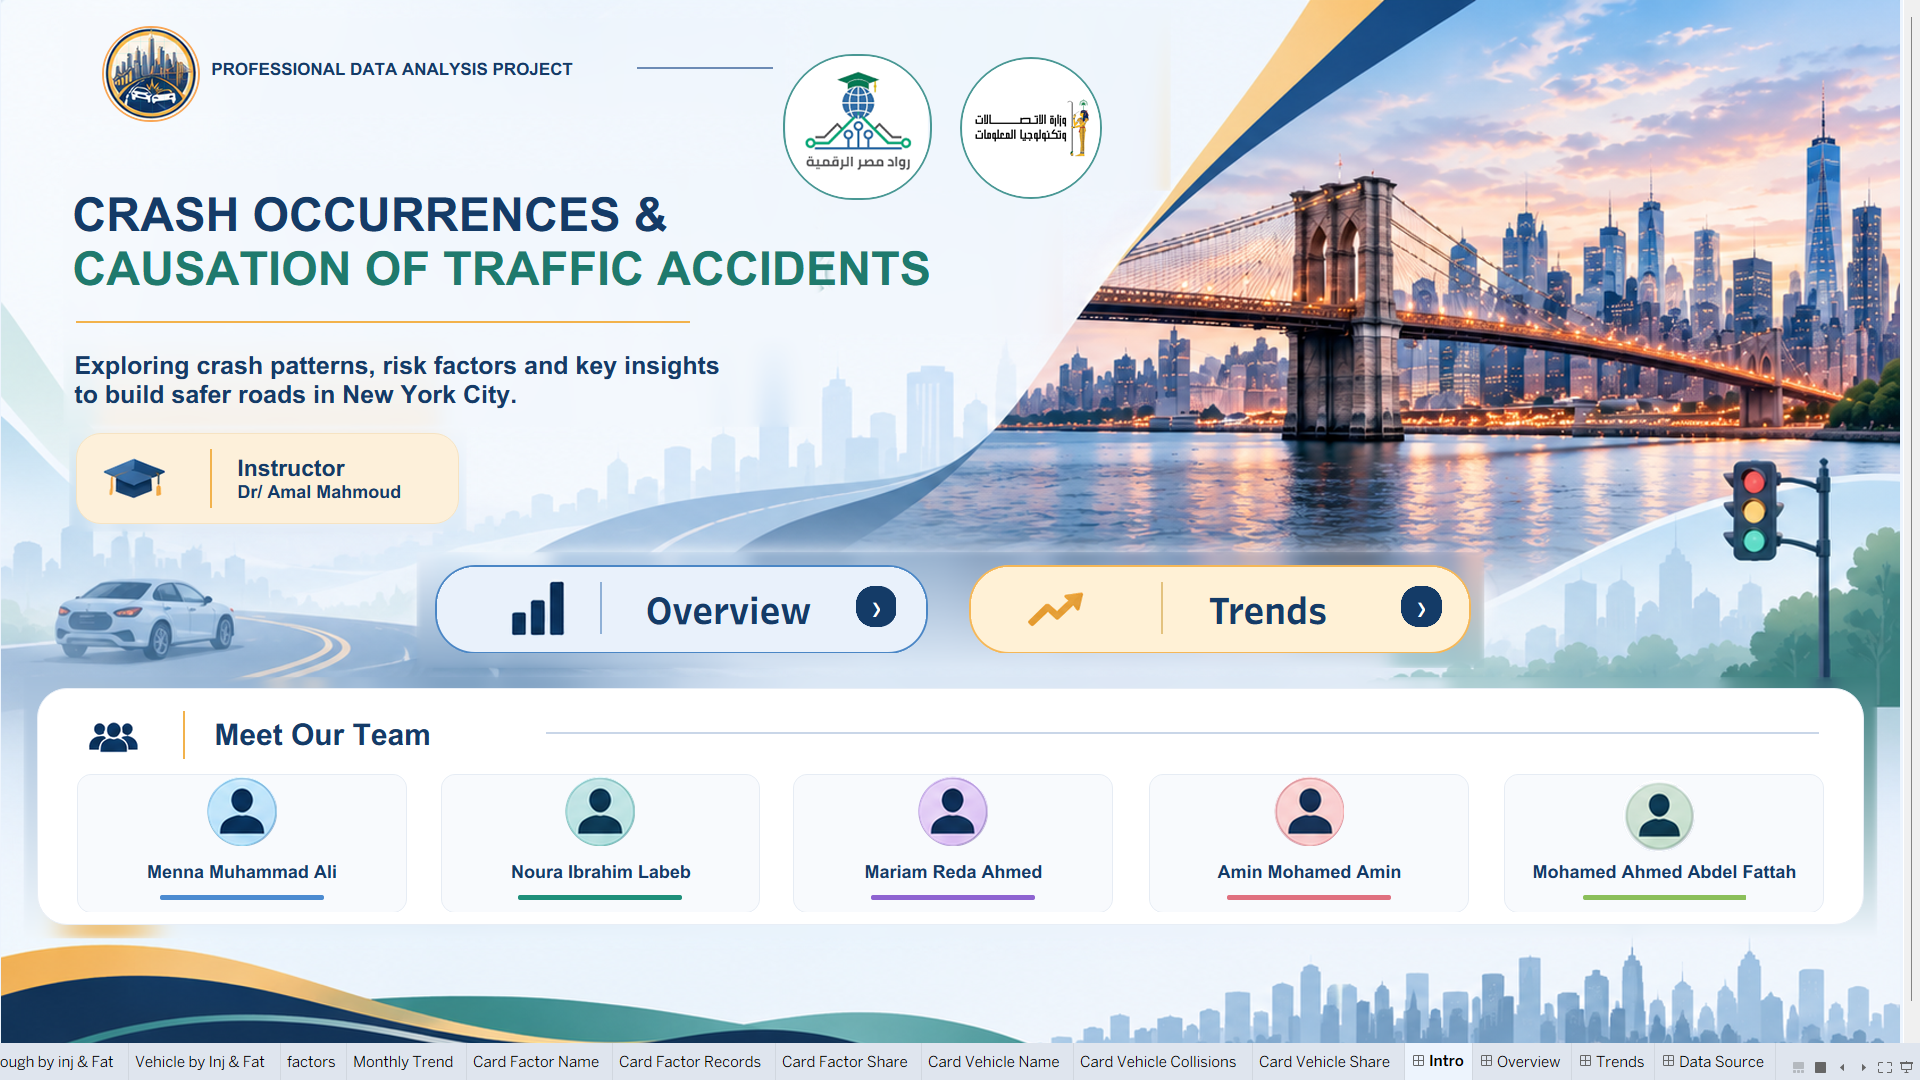 PROFESSIONAL DATA ANALYSIS PROJECT
رواد مصر الرقمية
وزارة الاتـصــــالات
وتكنولوجيا المعلومات
CRASH OCCURRENCES &
CAUSATION OF TRAFFIC ACCIDENTS
Exploring crash patterns, risk factors and key insights
to build safer roads in New York City.
Instructor
Dr/ Amal Mahmoud
Overview
Trends
Meet Our Team
Menna Muhammad Ali
Noura Ibrahim Labeb
Mariam Reda Ahmed
Amin Mohamed Amin
Mohamed Ahmed Abdel Fattah
ough by inj & Fat
Vehicle by Inj & Fat
factors
Monthly Trend
Card Factor Name
Card Factor Records
Card Factor Share
Card Vehicle Name
Card Vehicle Collisions
Card Vehicle Share
Intro
Overview
Trends
Data Source